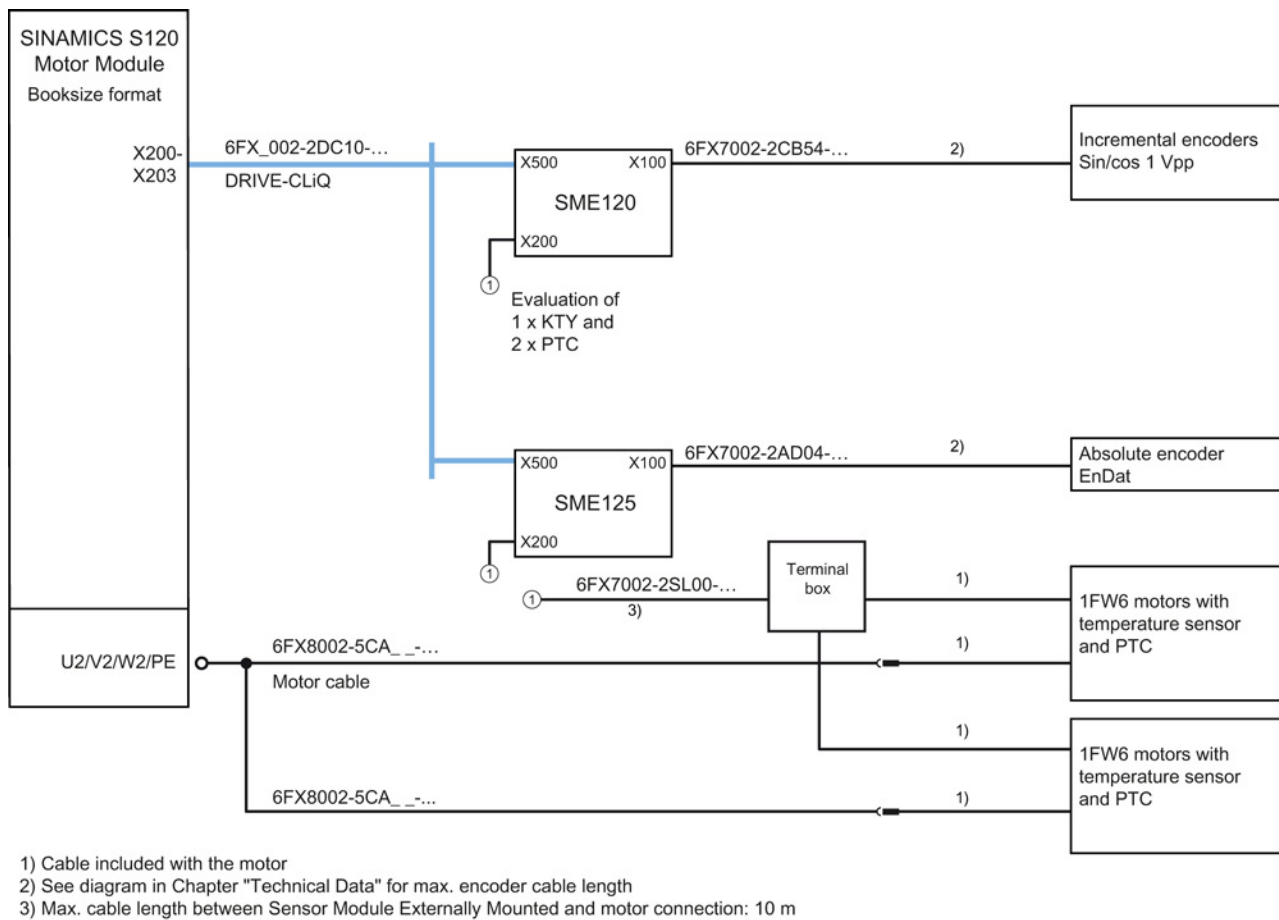 SINAMICS S120
Motor Module
Booksize format
X200-
X203
6FX_002-2DC10-...
DRIVE-CLiQ
X500
X100
SME120
X200
1
Evaluation of
1 x KTY and
2 x PTC
6FX7002-2CB54-...
2)
Incremental encoders
Sin/cos 1 Vpp
X500
X100
SME125
X200
1
6FX7002-2AD04-...
2)
Absolute encoder
EnDat
1
6FX7002-2SL00-...
3)
Terminal
box
1)
1)
1FW6 motors with
temperature sensor
and PTC
U2/V2/W2/PE
6FX8002-5CA_ _-...
Motor cable
1)
1FW6 motors with
temperature sensor
and PTC
6FX8002-5CA_ _-...
1)
1) Cable included with the motor
2) See diagram in Chapter "Technical Data" for max. encoder cable length
3) Max. cable length between Sensor Module Externally Mounted and motor connection: 10 m